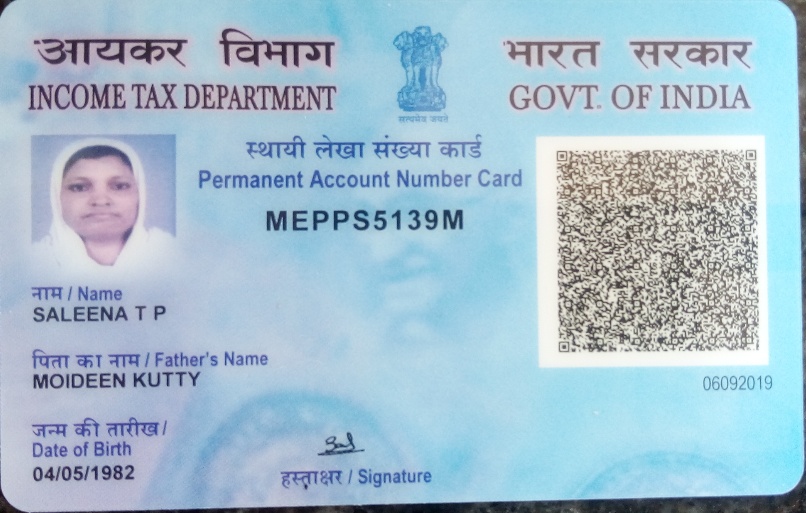 आयकर विभाग
INCOME TAX DEPARTMENT
सत्यमेव जयते
भारत सरकार
GOVT. OF INDIA
स्थायी लेखा संख्या कार्ड
Permanent Account Number Card
MEPPS5139M
नाम / Name
SALEENA T P
पिता का नाम / Father's Name
MOIDEEN KUTTY
06092019
जन्म की तारीख /
Date of Birth
04/05/1982
हस्ताक्षर / Signature